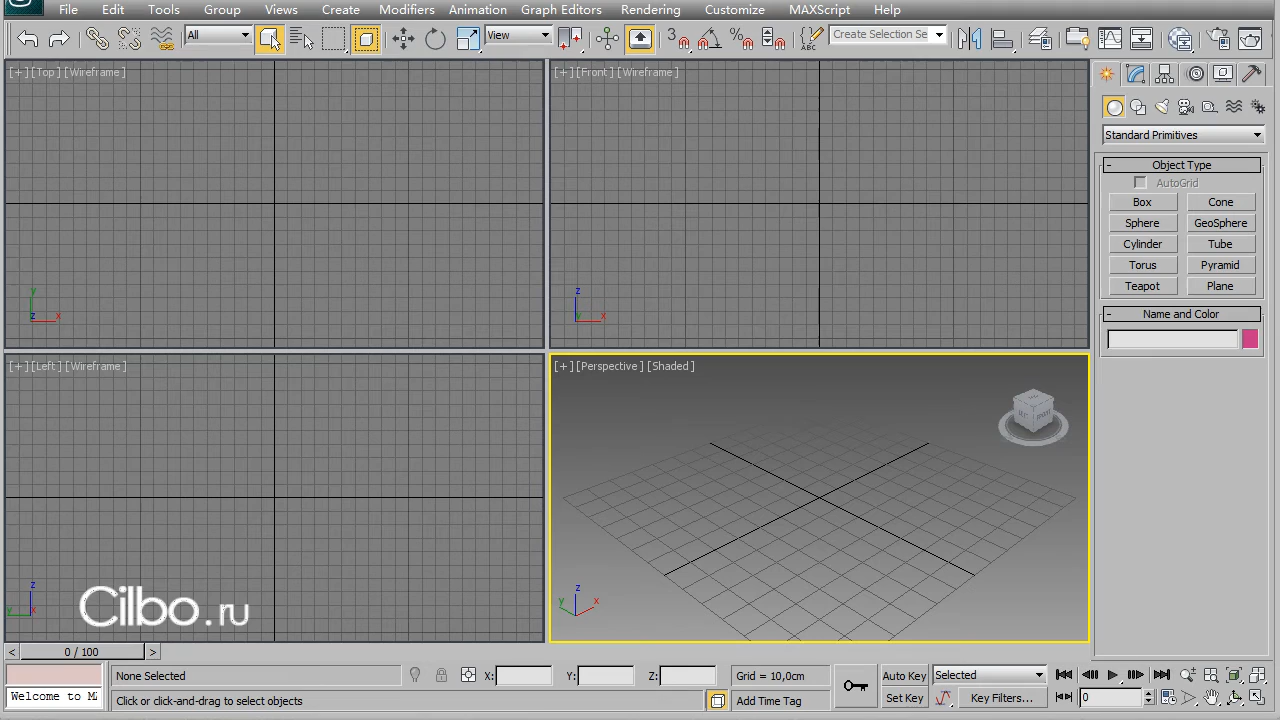 File Edit Tools Group Views Create Modifiers Animation Graph Editors Rendering Customize MAXScript Help
All View 3 % Create Selection Se
[+][Top][Wireframe] [+][Front][Wireframe]
Standard Primitives
- Object Type
AutoGrid
Box Cone
Sphere GeoSphere
Cylinder Tube
Torus Pyramid
Teapot Plane
- Name and Color
y z x z y x
[+][Left][Wireframe] [+][Perspective][Shaded]
z y x z y x
Cilbo.ru
< 0 / 100 >
None Selected X: Y: Z: Grid = 10,0cm Auto Key Selected
Welcome to Click or click-and-drag to select objects Add Time Tag Set Key Key Filters... 0